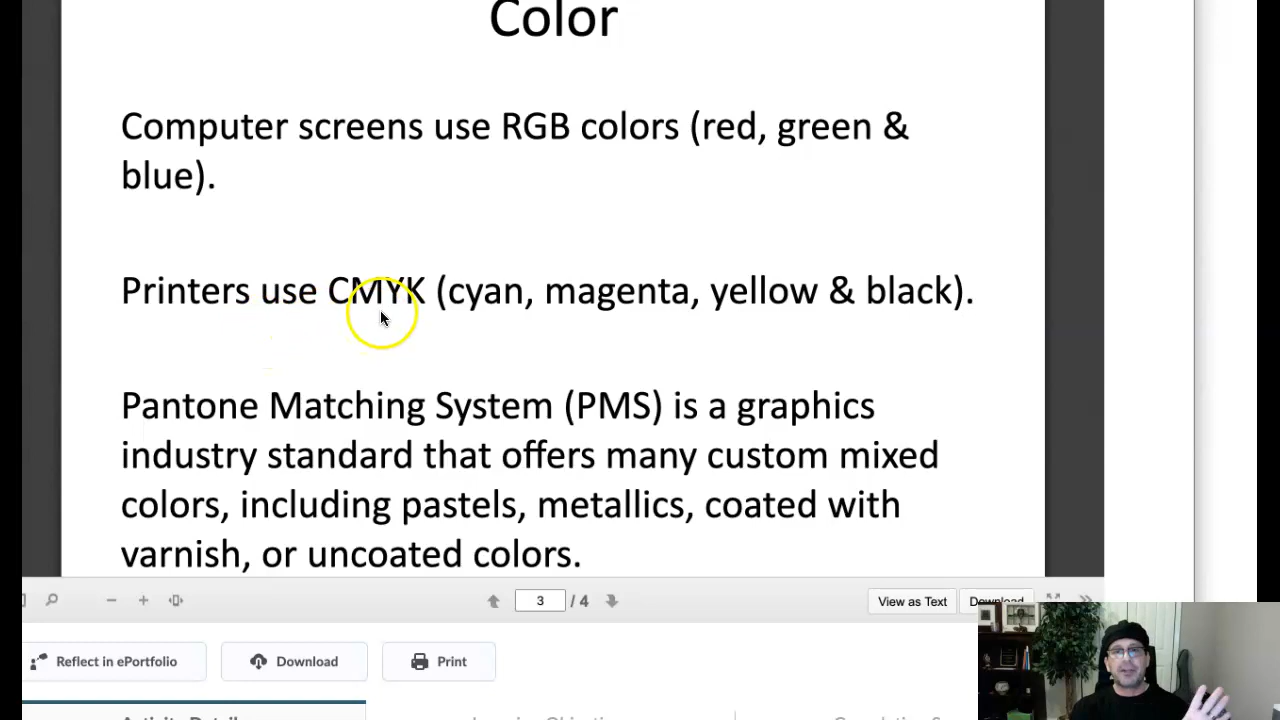 Color
Computer screens use RGB colors (red, green &
blue).
Printers use CMYK (cyan, magenta, yellow & black).
Pantone Matching System (PMS) is a graphics
industry standard that offers many custom mixed
colors, including pastels, metallics, coated with
varnish, or uncoated colors.
3 / 4 View as Text Download
Reflect in ePortfolio Download Print